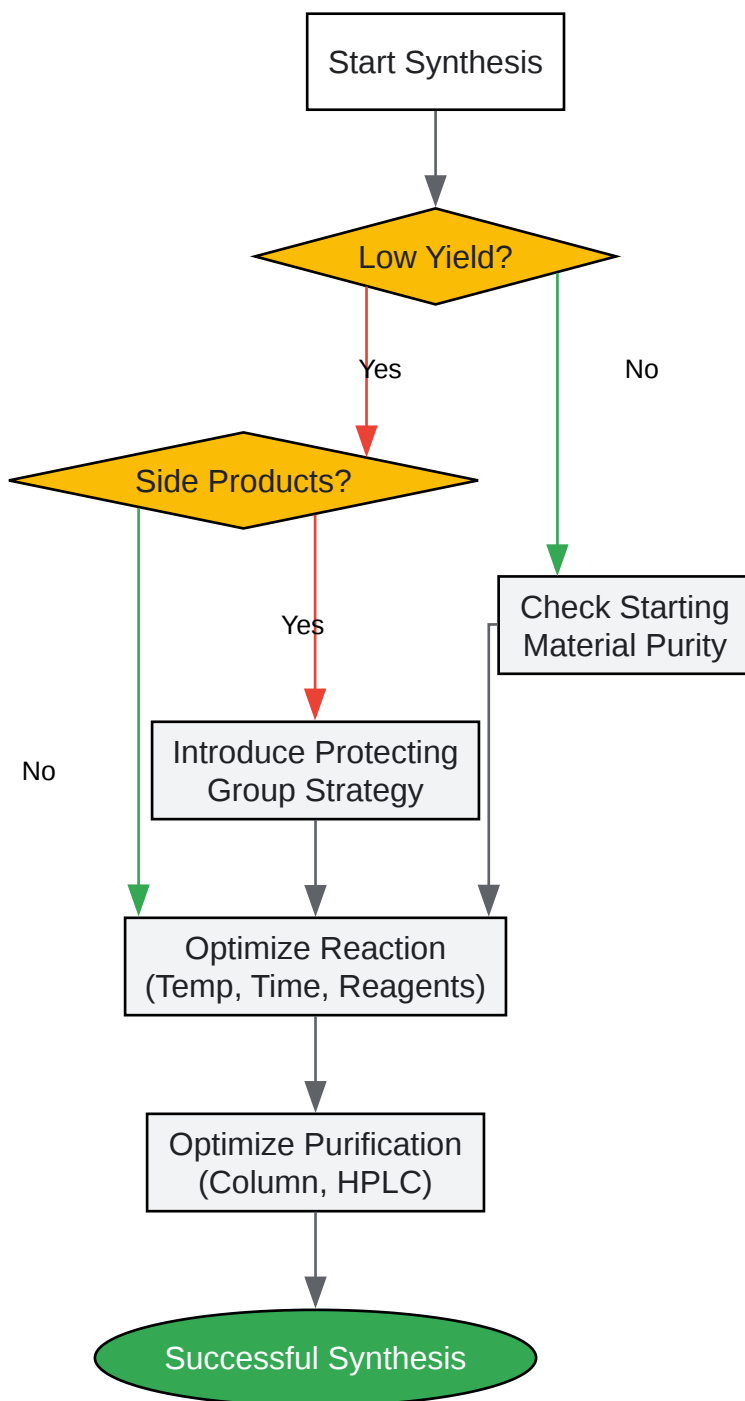 Start Synthesis
Low Yield?
Yes
No
Side Products?
Check Starting
Material Purity
Yes
Introduce Protecting
Group Strategy
No
Optimize Reaction
(Temp, Time, Reagents)
Optimize Purification
(Column, HPLC)
Successful Synthesis